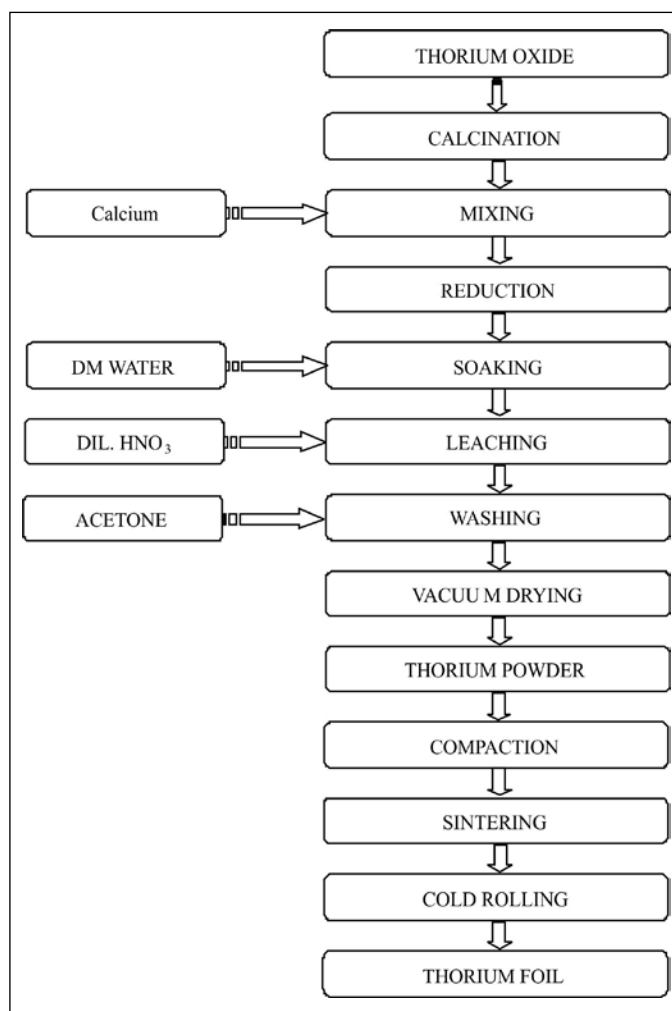 THORIUM OXIDE
CALCINATION
Calcium
MIXING
REDUCTION
DM WATER
SOAKING
DIL. HNO₃
LEACHING
ACETONE
WASHING
VACUU M DRYING
THORIUM POWDER
COMPACTION
SINTERING
COLD ROLLING
THORIUM FOIL